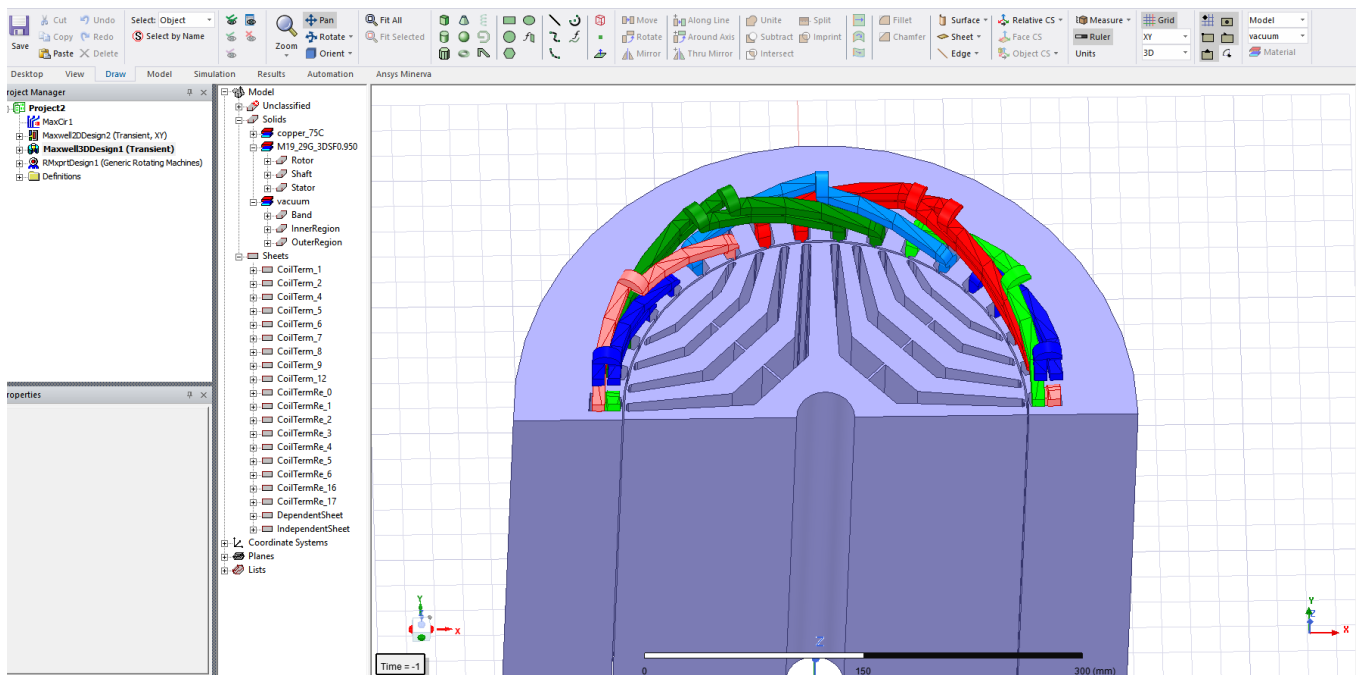 Save
Cut Undo Select: Object
Copy Redo Select by Name
Paste Delete
Zoom
Pan Fit All
Rotate Fit Selected
Orient
Move Along Line Unite Split Fillet
Rotate Around Axis Subtract Imprint Chamfer
Mirror Thru Mirror Intersect
Surface Relative CS Measure Grid Model
Sheet Face CS Ruler XY vacuum
Edge Object CS Units 3D Material
Desktop View Draw Model Simulation Results Automation Ansys Minerva
roject Manager
Project2
MaxCir1
Maxwell2DDesign2 (Transient, XY)
Maxwell3DDesign1 (Transient)
RMxprtDesign1 (Generic Rotating Machines)
Definitions
roperties
Model
Unclassified
Solids
copper_75C
M19_29G_3DSF0.950
Rotor
Shaft
Stator
vacuum
Band
InnerRegion
OuterRegion
Sheets
CoilTerm_1
CoilTerm_2
CoilTerm_4
CoilTerm_5
CoilTerm_6
CoilTerm_7
CoilTerm_8
CoilTerm_9
CoilTerm_12
CoilTermRe_0
CoilTermRe_1
CoilTermRe_2
CoilTermRe_3
CoilTermRe_4
CoilTermRe_5
CoilTermRe_6
CoilTermRe_16
CoilTermRe_17
DependentSheet
IndependentSheet
Coordinate Systems
Planes
Lists
Y
X
Y
Z
X
Z
Time = -1
0 150 300 (mm)